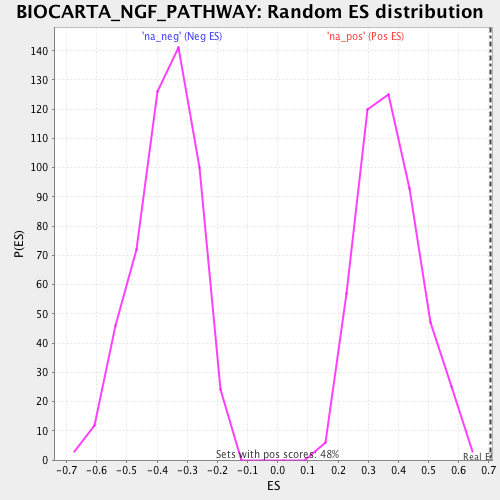 BIOCARTA_NGF_PATHWAY: Random ES distribution
'na_neg' (Neg ES)
'na_pos' (Pos ES)
140
130
120
110
100
90
80
70
60
50
40
30
20
10
0
P(ES)
Sets with pos scores: 48%
Real E
-0.7 -0.6 -0.5 -0.4 -0.3 -0.2 -0.1 0.0 0.1 0.2 0.3 0.4 0.5 0.6 0.7
ES